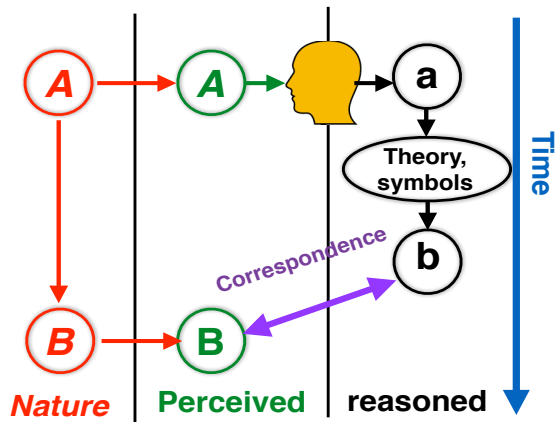 A
A
a
Theory,
symbols
Time
Correspondence
b
B
B
Nature
Perceived
reasoned